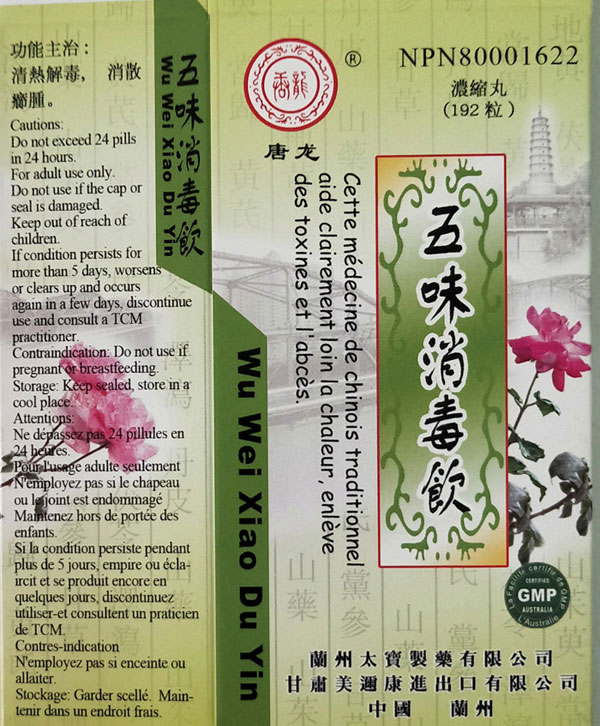 功能主治：
清熱解毒， 消散
癤腫。
Cautions:
Do not exceed 24 pills
in 24 hours.
For adult use only.
Do not use if the cap or
seal is damaged.
Keep out of reach of
children.
If condition persists for
more than 5 days, worsens
or clears up and occurs
again in a few days, discontinue
use and consult a TCM
practitioner.
Contraindication: Do not use if
pregnant or breastfeeding.
Storage: Keep sealed, store in a
cool place.
Attentions:
Ne dépassez pas 24 pillules en
24 heures.
Pour l'usage adulte seulement
N'employez pas si le chapeau
ou le joint est endommagé
Maintenez hors de portée des
enfants.
Si la condition persiste pendant
plus de 5 jours, empire ou écla-
ircit et se produit encore en
quelques jours, discontinuez
utiliser-et consultent un praticien
de TCM.
Contres-indication
N'employez pas si enceinte ou
allaiter.
Stockage: Garder scellé. Main-
tenir dans un endroit frais.
五味消毒飲
Wu Wei Xiao Du Yin
Wu Wei Xiao Du Yin
®
唐龙
NPN80001622
濃縮丸
（192 粒）
Cette médecine de chinois traditionnel
aide clairement loin la chaleur, enlève
des toxines et l'abcès.
五味消毒飲
La Facilité certifié de GMP
CERTIFIED
GMP
AUSTRALIA
L'Australie
蘭州太寶製藥有限公司
甘肅美邇康進出口有限公司
中國 蘭州